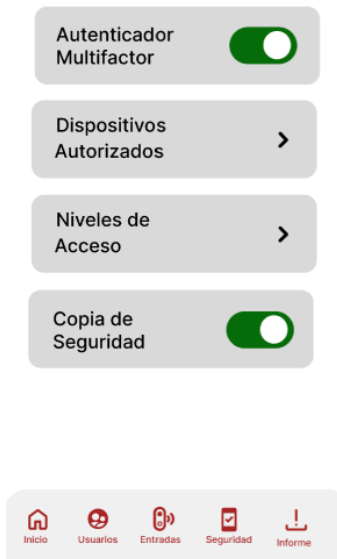 Autenticador
Multifactor
Dispositivos
Autorizados
Niveles de
Acceso
Copia de
Seguridad
Inicio
Usuarios
Entradas
Seguridad
Informe